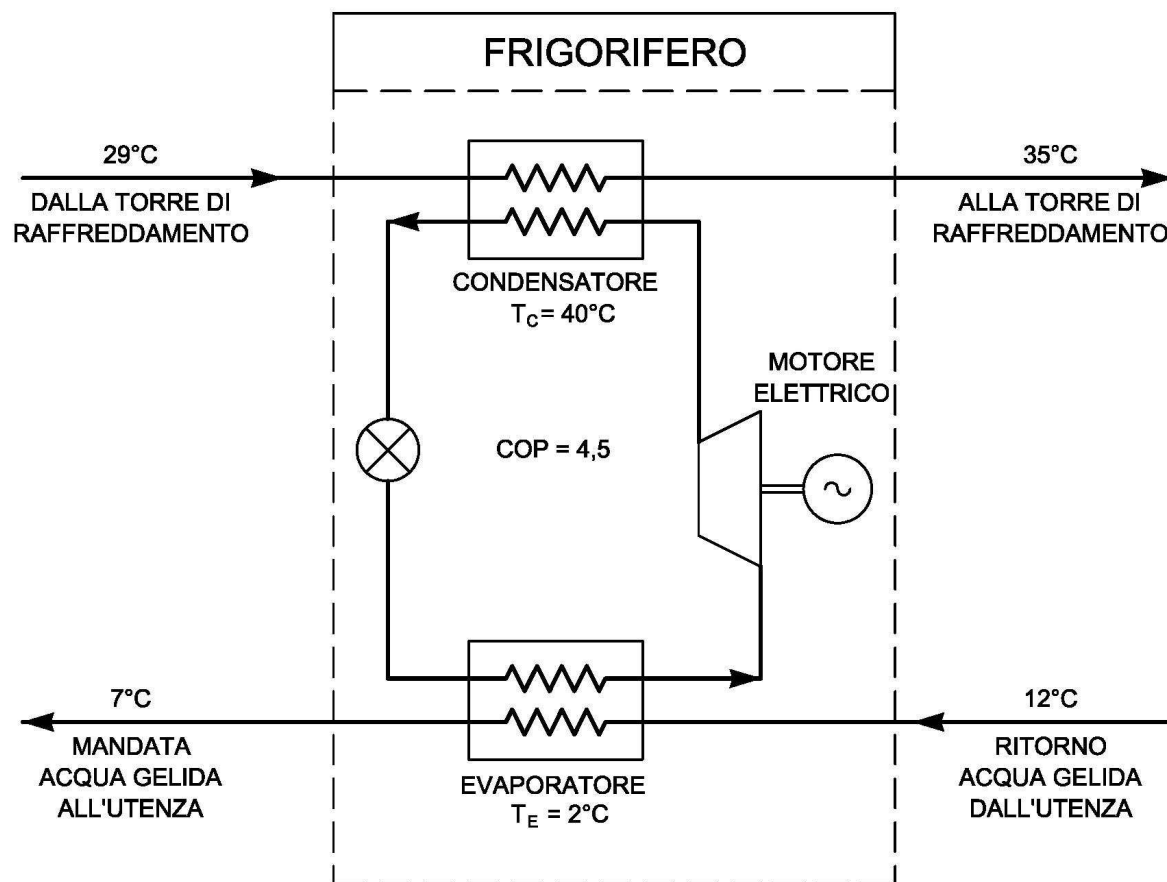 FRIGORIFERO
29°C
DALLA TORRE DI
RAFFREDDAMENTO
35°C
ALLA TORRE DI
RAFFREDDAMENTO
CONDENSATORE
T_C = 40°C
MOTORE
ELETTRICO
COP = 4,5
7°C
MANDATA
ACQUA GELIDA
ALL'UTENZA
12°C
RITORNO
ACQUA GELIDA
DALL'UTENZA
EVAPORATORE
T_E = 2°C